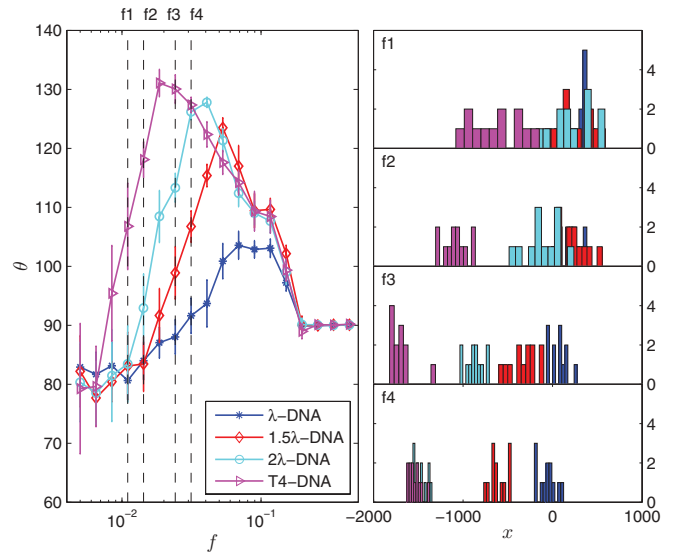 f1 f2 f3 f4
140
130
120
110
100
90
80
70
60
θ
10⁻²
10⁻¹
f
λ−DNA
1.5λ−DNA
2λ−DNA
T4−DNA
f1
4
2
0
f2
4
2
0
f3
4
2
0
f4
4
2
0
−2000
−1000
0
1000
x